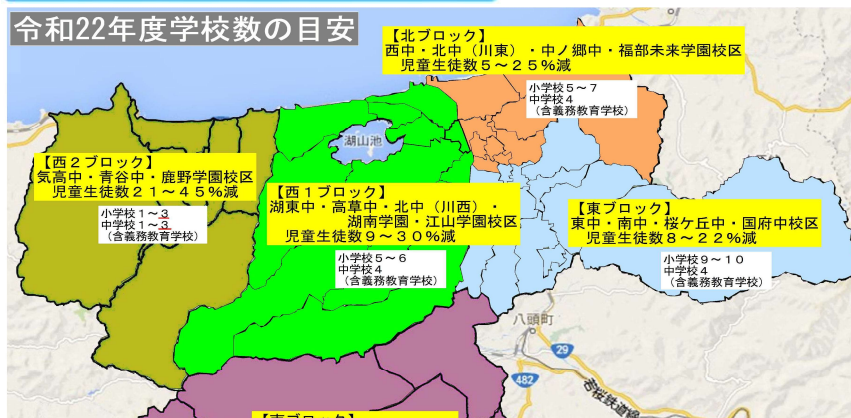 令和22年度学校数の目安
【北ブロック】
西中・北中（川東）・中ノ郷中・福部未来学園校区
児童生徒数５～２５％減
小学校５～７
中学校４
（含義務教育学校）
湖山池
【西２ブロック】
気高中・青谷中・鹿野学園校区
児童生徒数２１～４５％減
小学校１～３
中学校１～３
（含義務教育学校）
【西１ブロック】
湖東中・高草中・北中（川西）・
湖南学園・江山学園校区
児童生徒数９～３０％減
小学校５～６
中学校４
（含義務教育学校）
【東ブロック】
東中・南中・桜ケ丘中・国府中校区
児童生徒数８～２２％減
小学校９～１０
中学校４
（含義務教育学校）
八頭町
29
482
若桜鉄道線